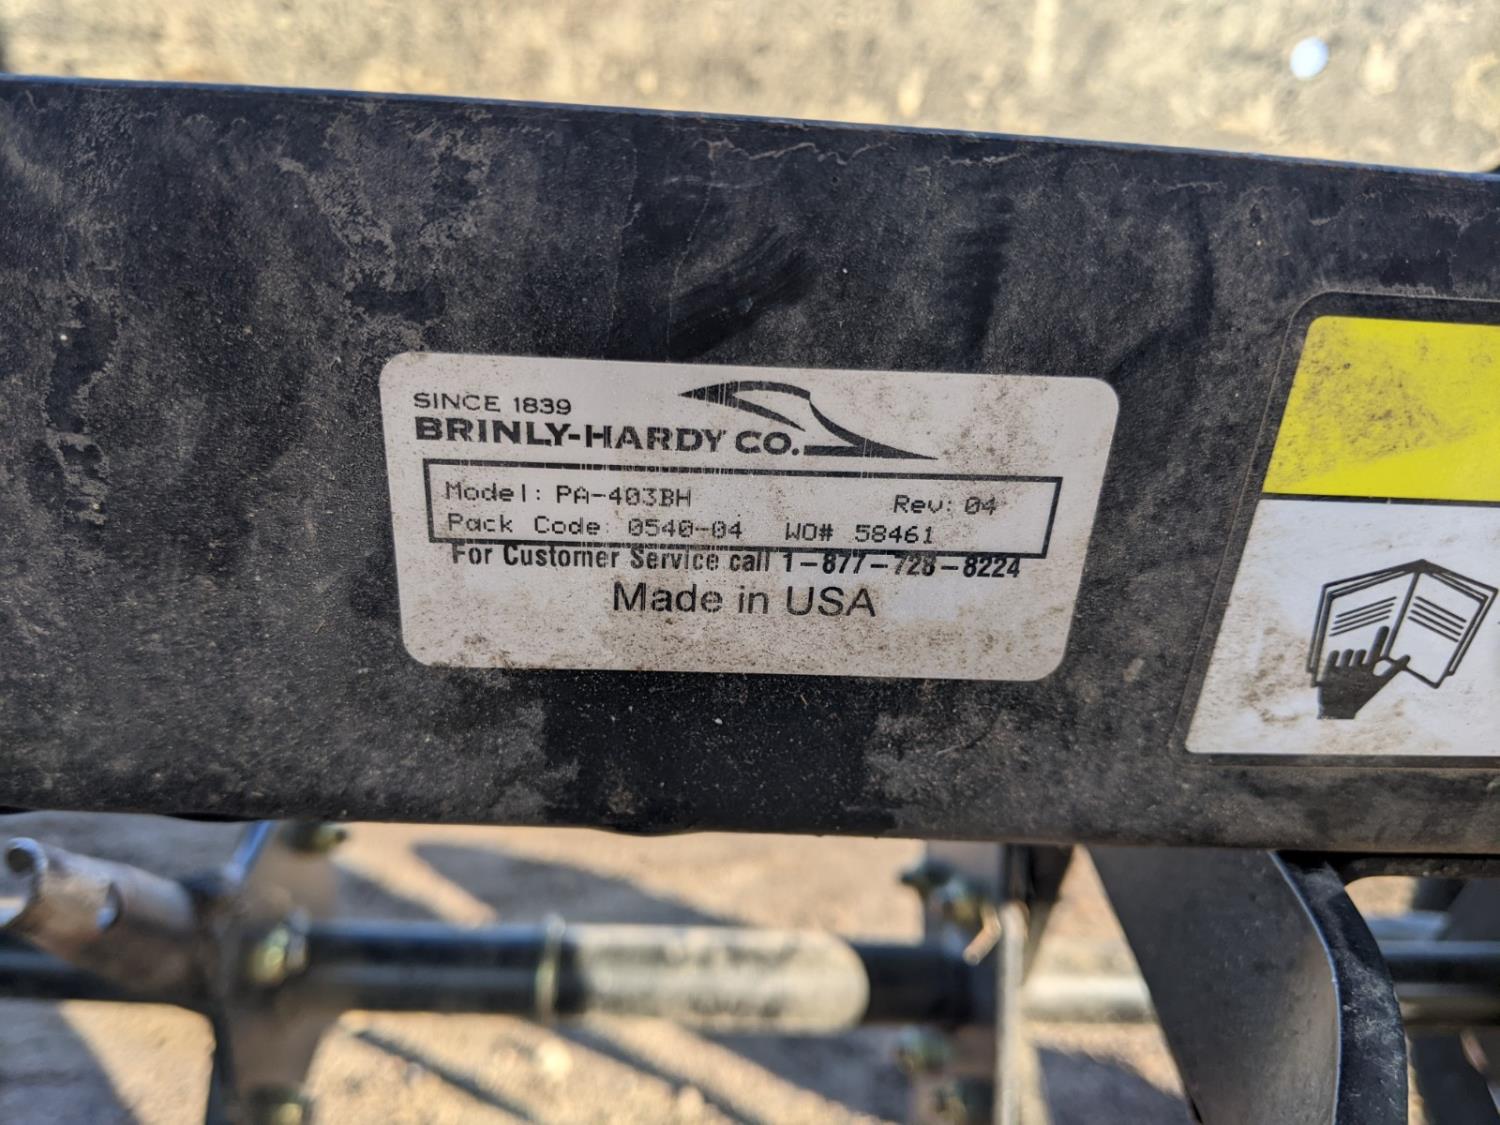 SINCE 1839
BRINLY-HARDY CO.
Model: PA-403BH Rev: 04
Pack Code: 0540-04 WO# 58461
For Customer Service call 1-877-728-8224
Made in USA